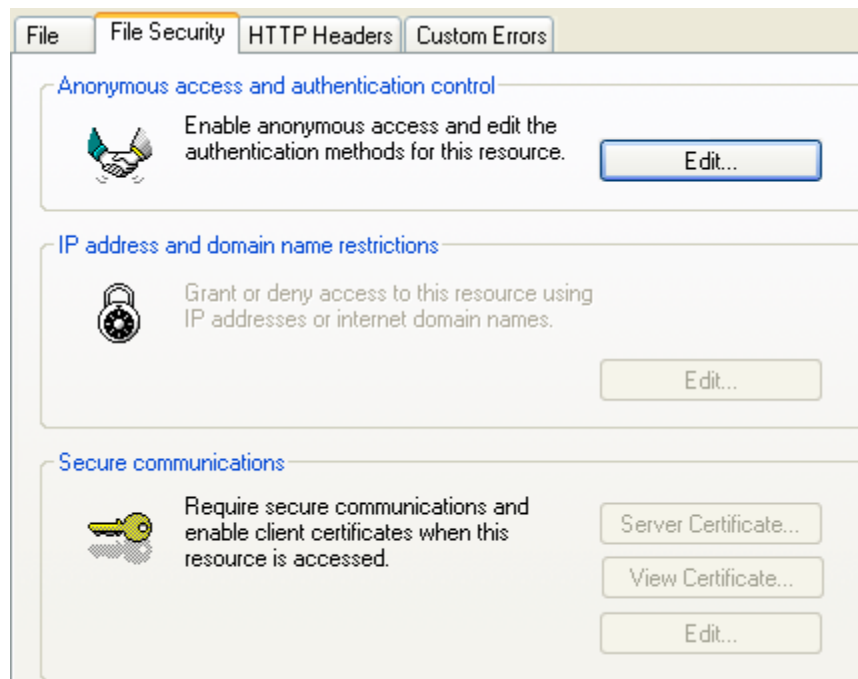 File File Security HTTP Headers Custom Errors
Anonymous access and authentication control
Enable anonymous access and edit the
authentication methods for this resource.
Edit...
IP address and domain name restrictions
Grant or deny access to this resource using
IP addresses or internet domain names.
Edit...
Secure communications
Require secure communications and
enable client certificates when this
resource is accessed.
Server Certificate...
View Certificate...
Edit...